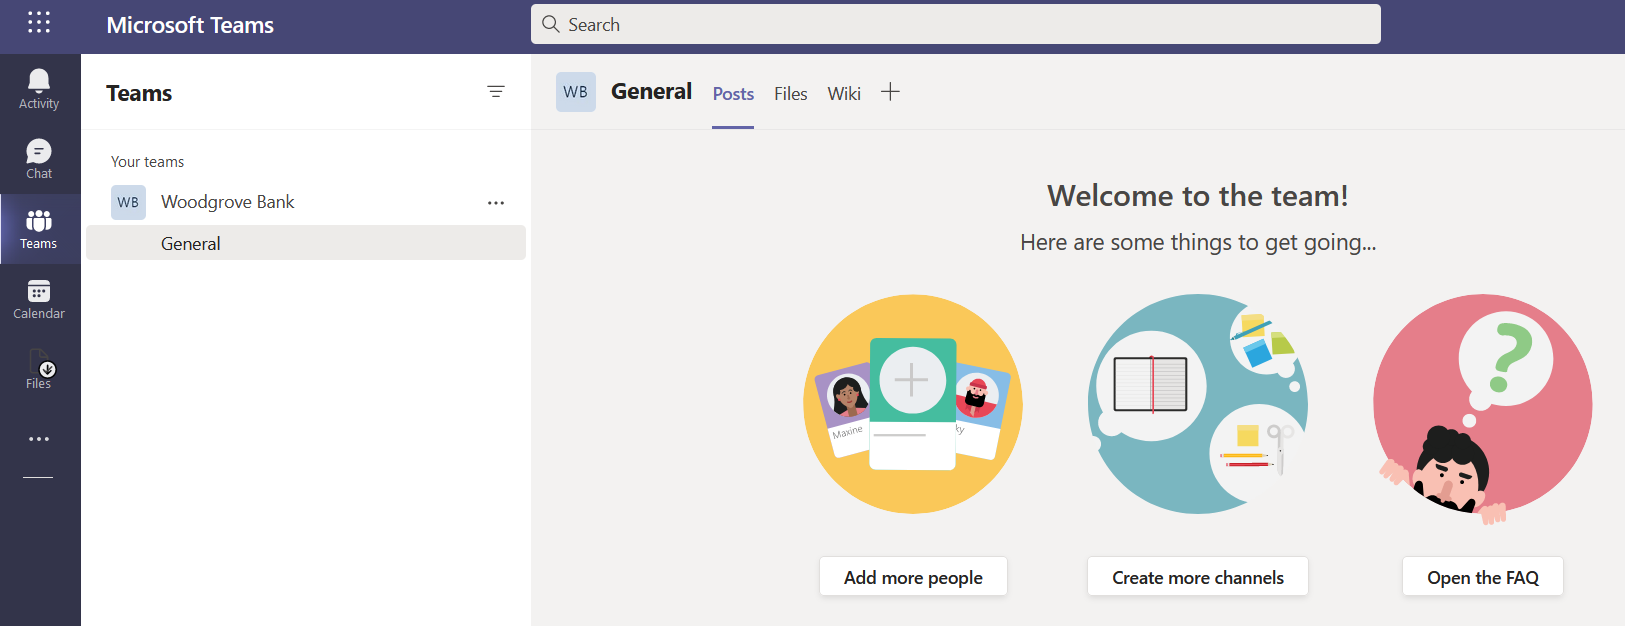 Microsoft Teams
Search
Activity
Chat
Teams
Calendar
Files
Teams
Your teams
WB Woodgrove Bank
General
WB General Posts Files Wiki
Welcome to the team!
Here are some things to get going...
Maxine
ky
Add more people
Create more channels
Open the FAQ